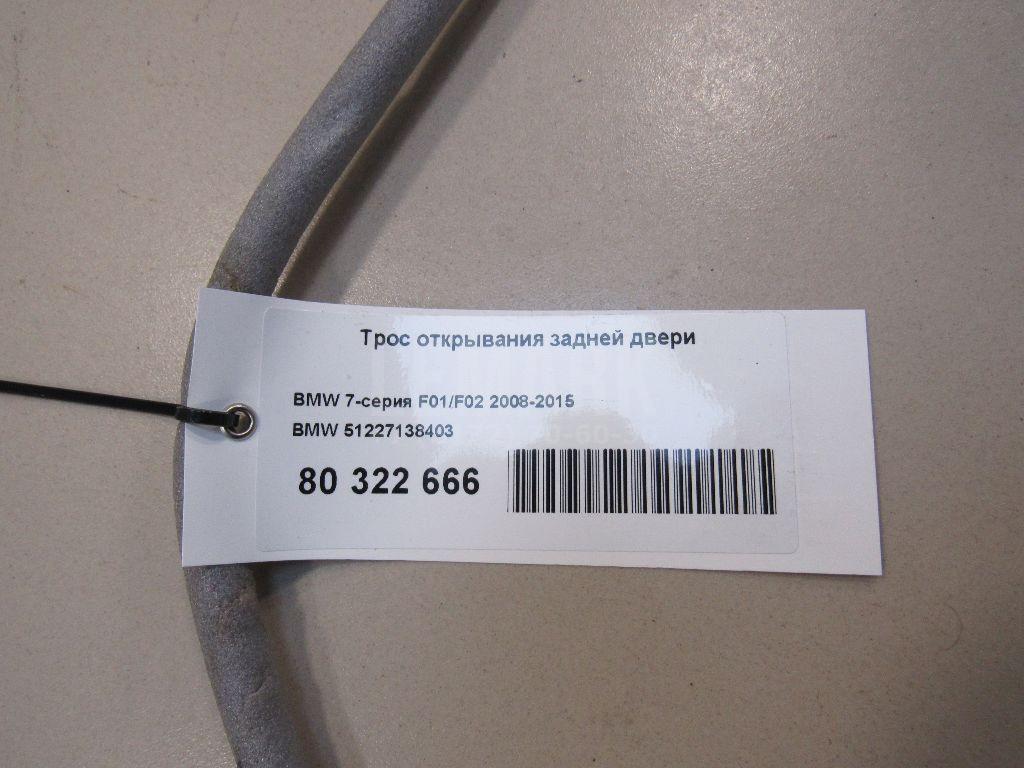 Трос открывания задней двери
BMW 7-серия F01/F02 2008-2015
BMW 51227138403
80 322 666